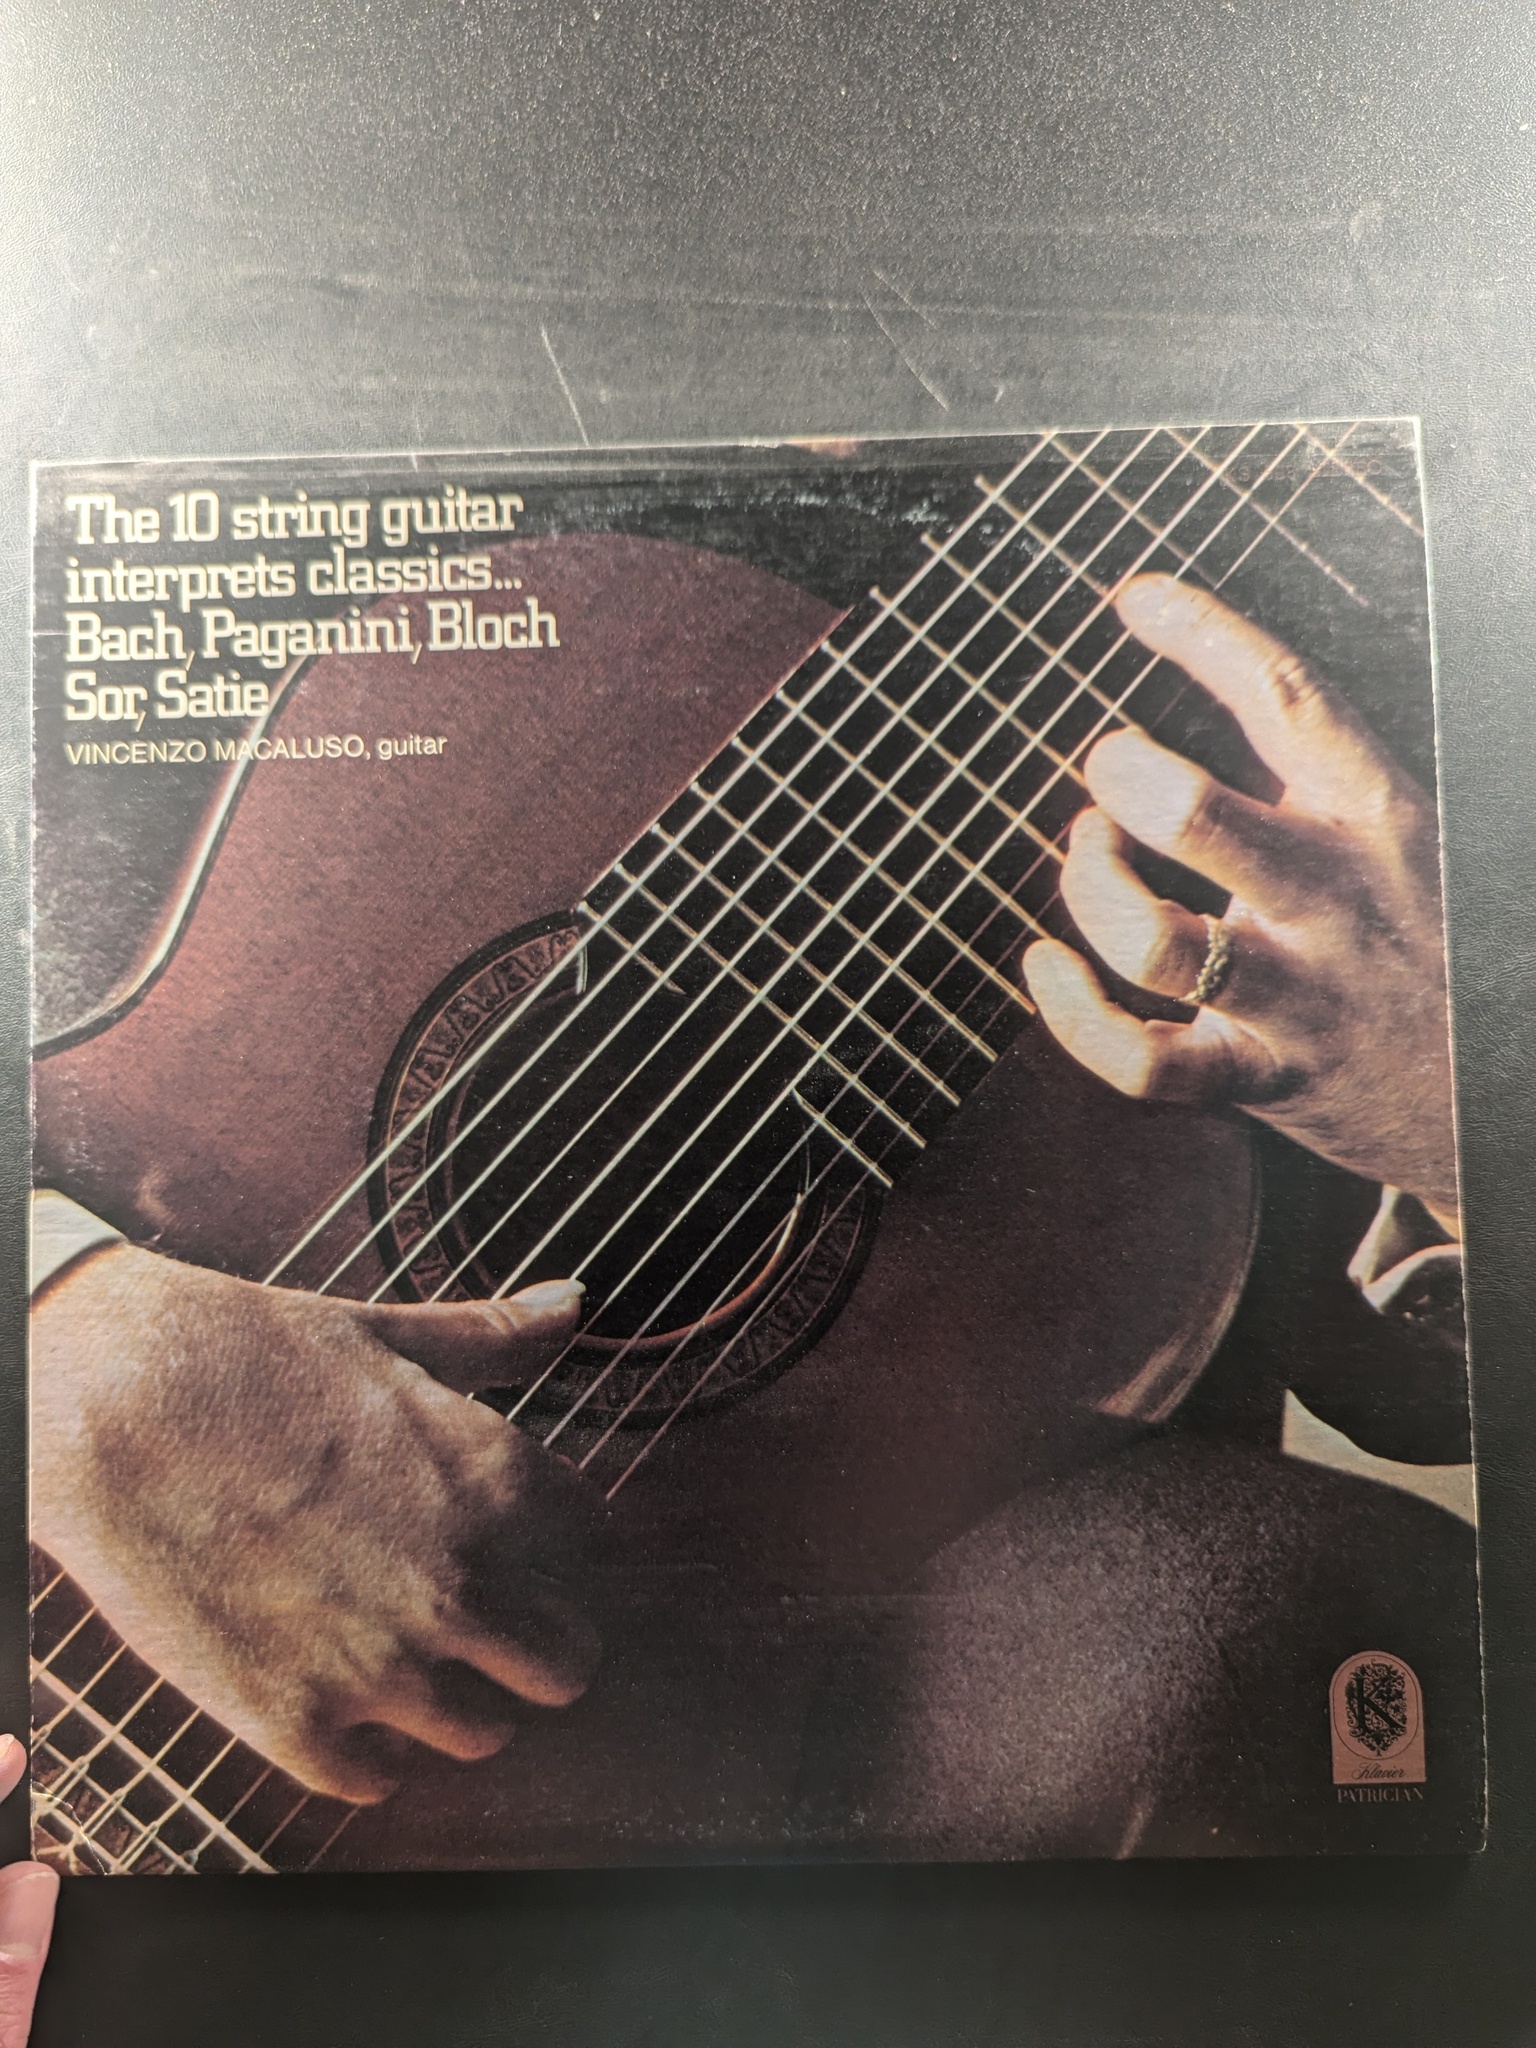 The 10 string guitar
interprets classics...
Bach, Paganini, Bloch
Sor, Satie
VINCENZO MACALUSO, guitar
K
Klavier
PATRICIAN